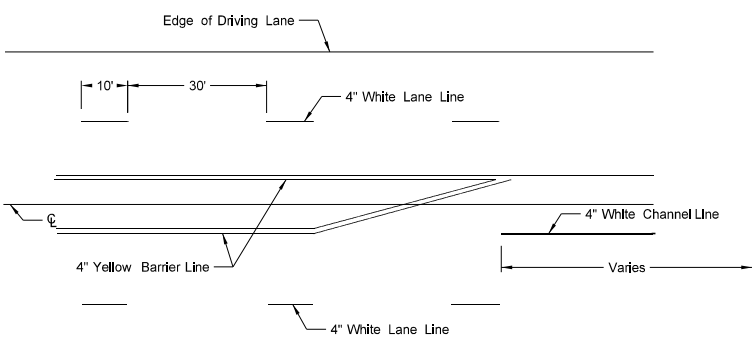 Edge of Driving Lane
10'
30'
4" White Lane Line
℄
4" White Channel Line
4" Yellow Barrier Line
Varies
4" White Lane Line